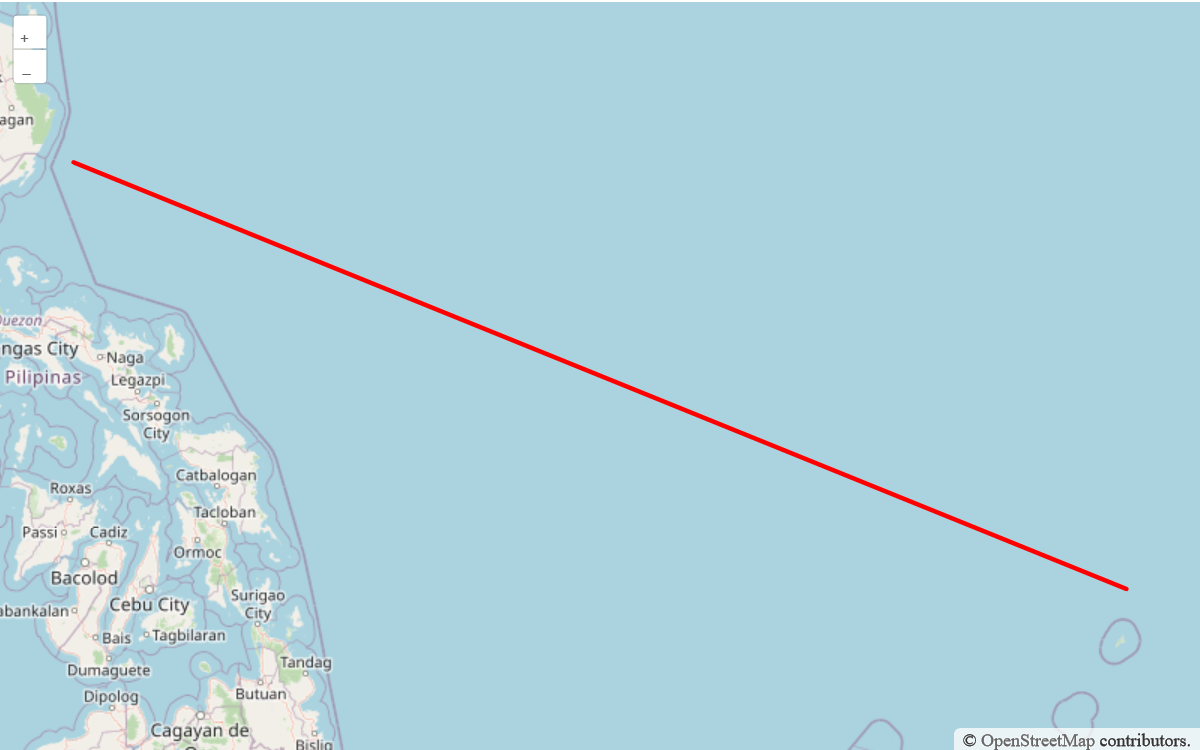 +
–
agan
Quezon
ngas City
Naga
Pilipinas
Legazpi
Sorsogon
City
Catbalogan
Roxas
Tacloban
Passi
Cadiz
Ormoc
Bacolod
Cebu City
Surigao
City
abankalan
Bais
Tagbilaran
Dumaguete
Tandag
Dipolog
Butuan
Cagayan de
Bislig
© OpenStreetMap contributors.